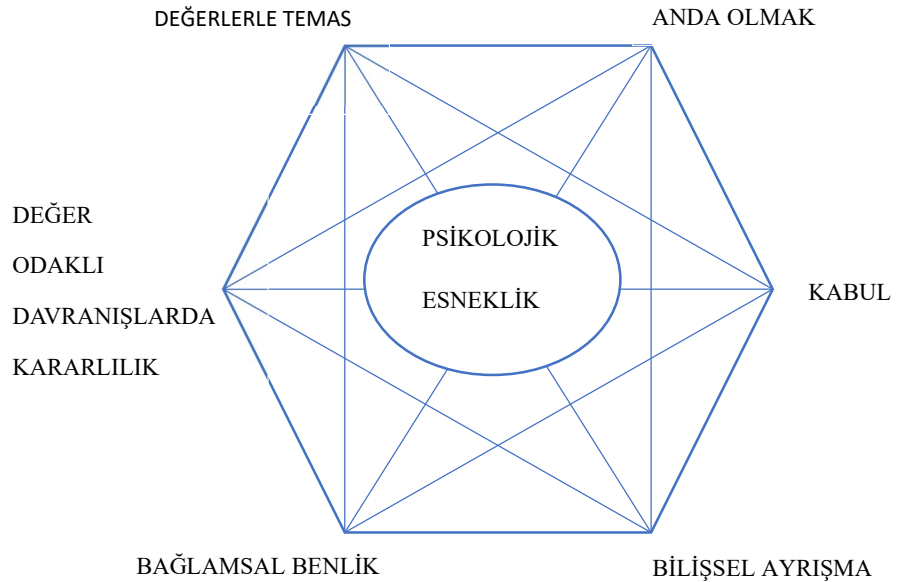 DEĞERLERLE TEMAS
ANDA OLMAK
DEĞER
ODAKLI
DAVRANIŞLARDA
KARARLILIK
PSİKOLOJİK
ESNEKLİK
KABUL
BAĞLAMSAL BENLİK
BİLİŞSEL AYRIŞMA